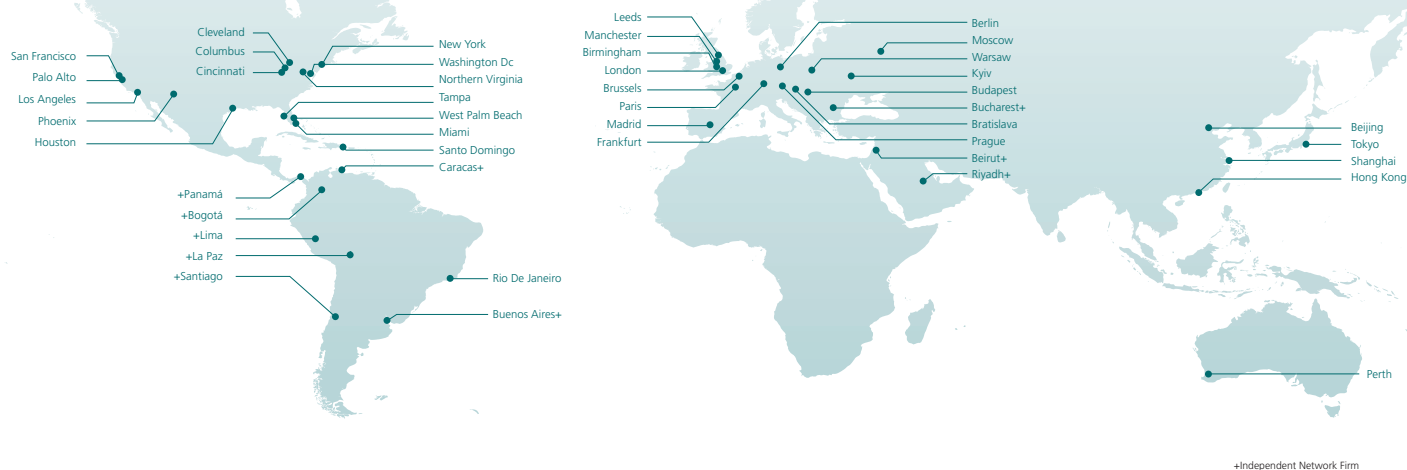 San Francisco
Palo Alto
Los Angeles
Phoenix
Houston
Cleveland
Columbus
Cincinnati
New York
Washington Dc
Northern Virginia
Tampa
West Palm Beach
Miami
Santo Domingo
Caracas+
+Panamá
+Bogotá
+Lima
+La Paz
+Santiago
Rio De Janeiro
Buenos Aires+
Leeds
Manchester
Birmingham
London
Brussels
Paris
Madrid
Frankfurt
Berlin
Moscow
Warsaw
Kyiv
Budapest
Bucharest+
Bratislava
Prague
Beirut+
Riyadh+
Beijing
Tokyo
Shanghai
Hong Kong
Perth
+Independent Network Firm